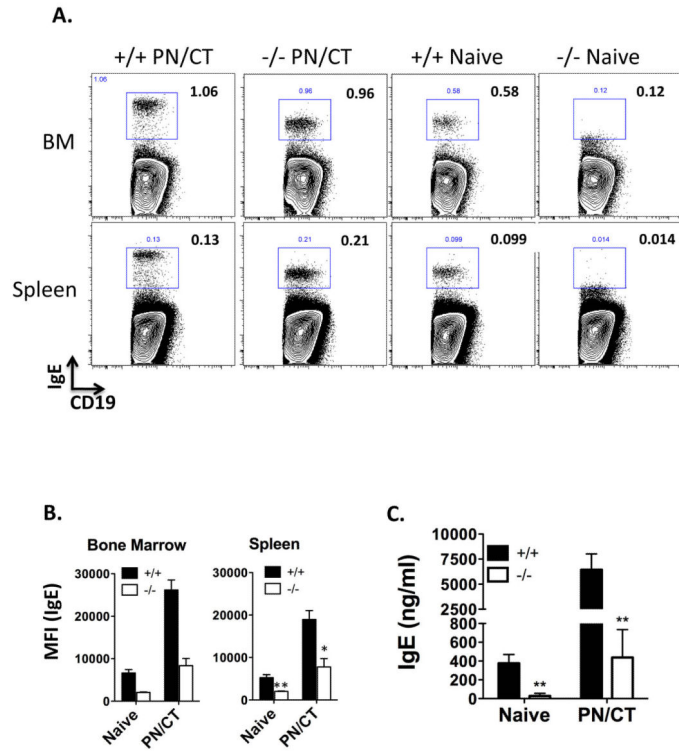 A.
+/+ PN/CT -/- PN/CT +/+ Naive -/- Naive
BM
1.06 1.06
0.96 0.96
0.58 0.58
0.12 0.12
Spleen
0.13 0.13
0.21 0.21
0.099 0.099
0.014 0.014
IgE
CD19
B.
Bone Marrow
MFI (IgE)
30000
20000
10000
0
+/+
-/-
Naive PN/CT
Spleen
30000
20000
10000
0
+/+
-/-
**
*
Naive PN/CT
C.
IgE (ng/ml)
10000
7500
5000
2500
800
600
400
200
0
+/+
-/-
**
**
Naive PN/CT